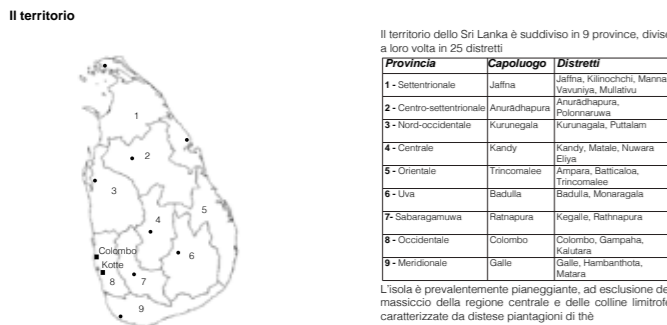 Il territorio
1
2
3
4
5
6
7
8
9
Colombo
Kotte
Il territorio dello Sri Lanka è suddiviso in 9 province,
a loro volta in 25 distretti
Provincia Capoluogo Distretti
1 - Settentrionale Jaffna Jaffna, Kilinochchi,
Vavuniya, Mullativu
2 - Centro-settentrionale Anurādhapura Anurādhapura,
Polonnaruwa
3 - Nord-occidentale Kurunegala Kurunagala, Puttalam
4 - Centrale Kandy Kandy, Matale, Nuwara
Eliya
5 - Orientale Trincomalee Ampara, Batticaloa,
Trincomalee
6 - Uva Badulla Badulla, Monaragala
7- Sabaragamuwa Ratnapura Kegalle, Rathnapura
8 - Occidentale Colombo Colombo, Gampaha,
Kalutara
9 - Meridionale Galle Galle, Hambanthota,
Matara
L'isola è prevalentemente pianeggiante, ad esclusione
massiccio della regione centrale e delle colline
caratterizzate da distese piantagioni di thè